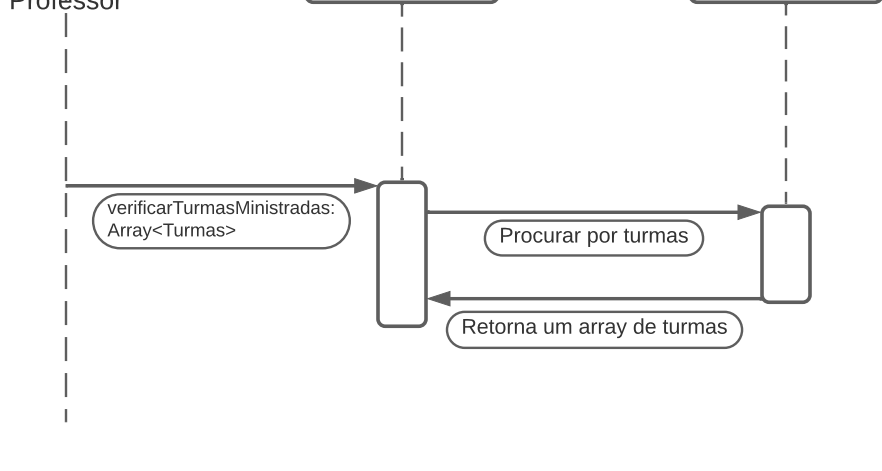 Professor
verificarTurmasMinistradas:
Array<Turmas>
Procurar por turmas
Retorna um array de turmas